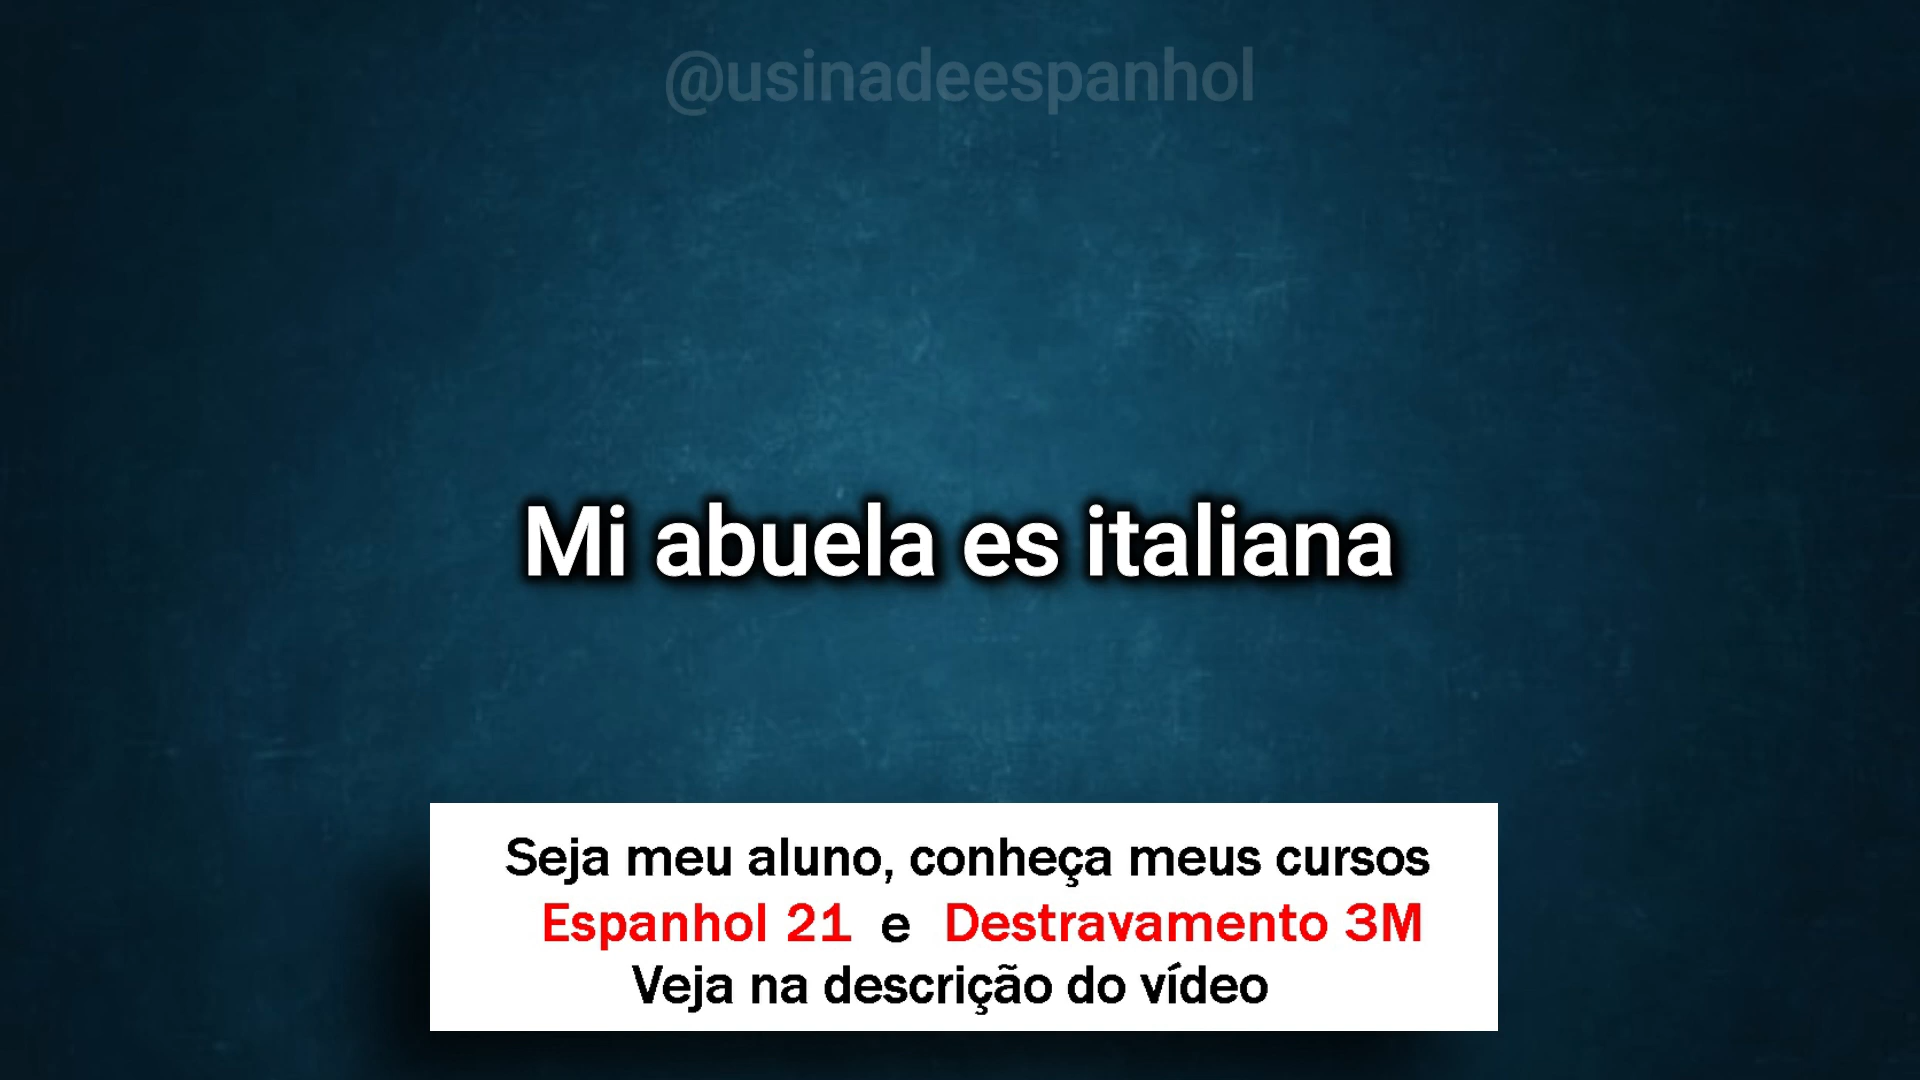 @usinadeespanhol
Mi abuela es italiana
Seja meu aluno, conheça meus cursos
Espanhol 21 e Destravamento 3M
Veja na descrição do vídeo